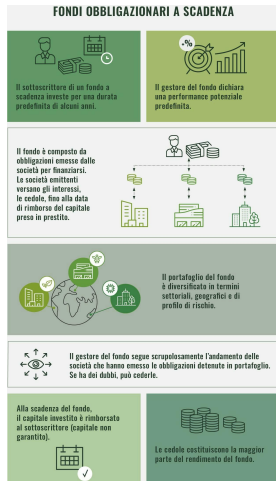 FONDI OBBLIGAZIONARI A SCADENZA
Il sottoscrittore di un fondo a
scadenza investe per una durata
predefinita di alcuni anni.
%
Il gestore del fondo dichiara
una performance potenziale
predefinita.
Il fondo è composto da
obbligazioni emesse dalle
società per finanziarsi.
Le società emittenti
versano gli interessi,
le cedole, fino alla data
di rimborso del capitale
preso in prestito.
Il portafoglio del fondo
è diversificato in termini
settoriali, geografici e di
profilo di rischio.
Il gestore del fondo segue scrupolosamente l'andamento delle
società che hanno emesso le obbligazioni detenute in portafoglio.
Se ha dei dubbi, può cederle.
Alla scadenza del fondo,
il capitale investito è rimborsato
al sottoscrittore (capitale non
garantito).
Le cedole costituiscono la maggior
parte del rendimento del fondo.